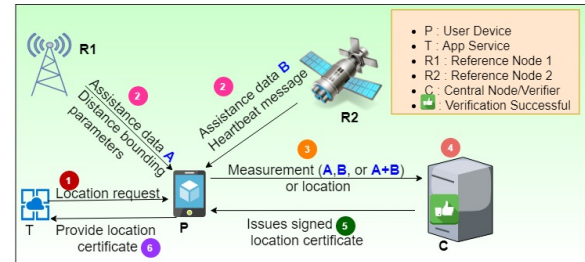 R1
2
Assistance data A
Distance bounding
parameters
2
Assistance data B
Heartbeat message
R2
P : User Device
T : App Service
R1 : Reference Node 1
R2 : Reference Node 2
C : Central Node/Verifier
: Verification Successful
1
Location request
T
Provide location
certificate 6
P
3
Measurement (A,B, or A+B)
or location
4
Issues signed
location certificate
5
C